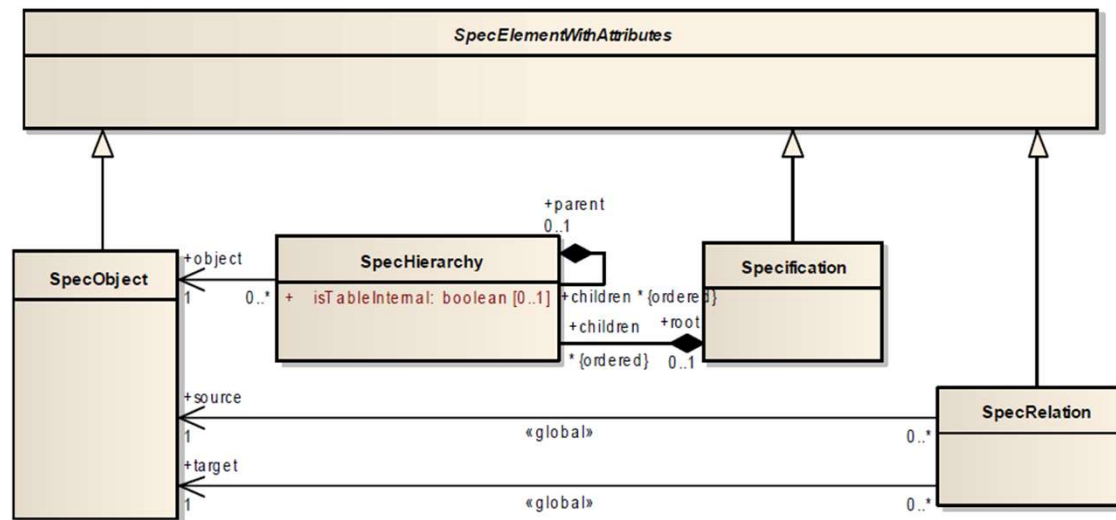 SpecElementWithAttributes
+parent
0..1
+object
SpecHierarchy
Specification
SpecObject
1
0..*
+ isTableInternal: boolean [0..1]
+children * {ordered}
+children
+root
* {ordered}
0..1
+source
SpecRelation
1
«global»
0..*
+target
1
«global»
0..*